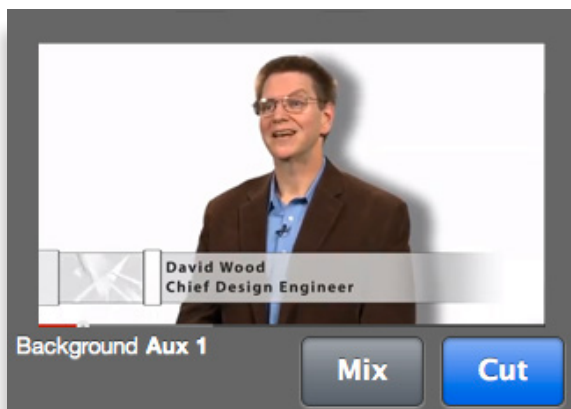 David Wood
Chief Design Engineer
Background Aux 1
Mix
Cut